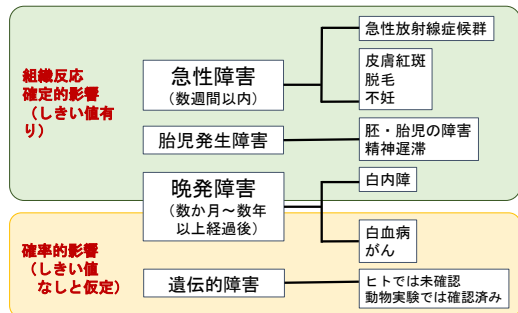 組織反応
確定的影響
（しきい値有
り）
急性障害
（数週間以内）
急性放射線症候群
皮膚紅斑
脱毛
不妊
胎児発生障害
胚・胎児の障害
精神遅滞
晩発障害
（数か月～数年
以上経過後）
白内障
白血病
がん
確率的影響
（しきい値
なしと仮定）
遺伝的障害
ヒトでは未確認
動物実験では確認済み